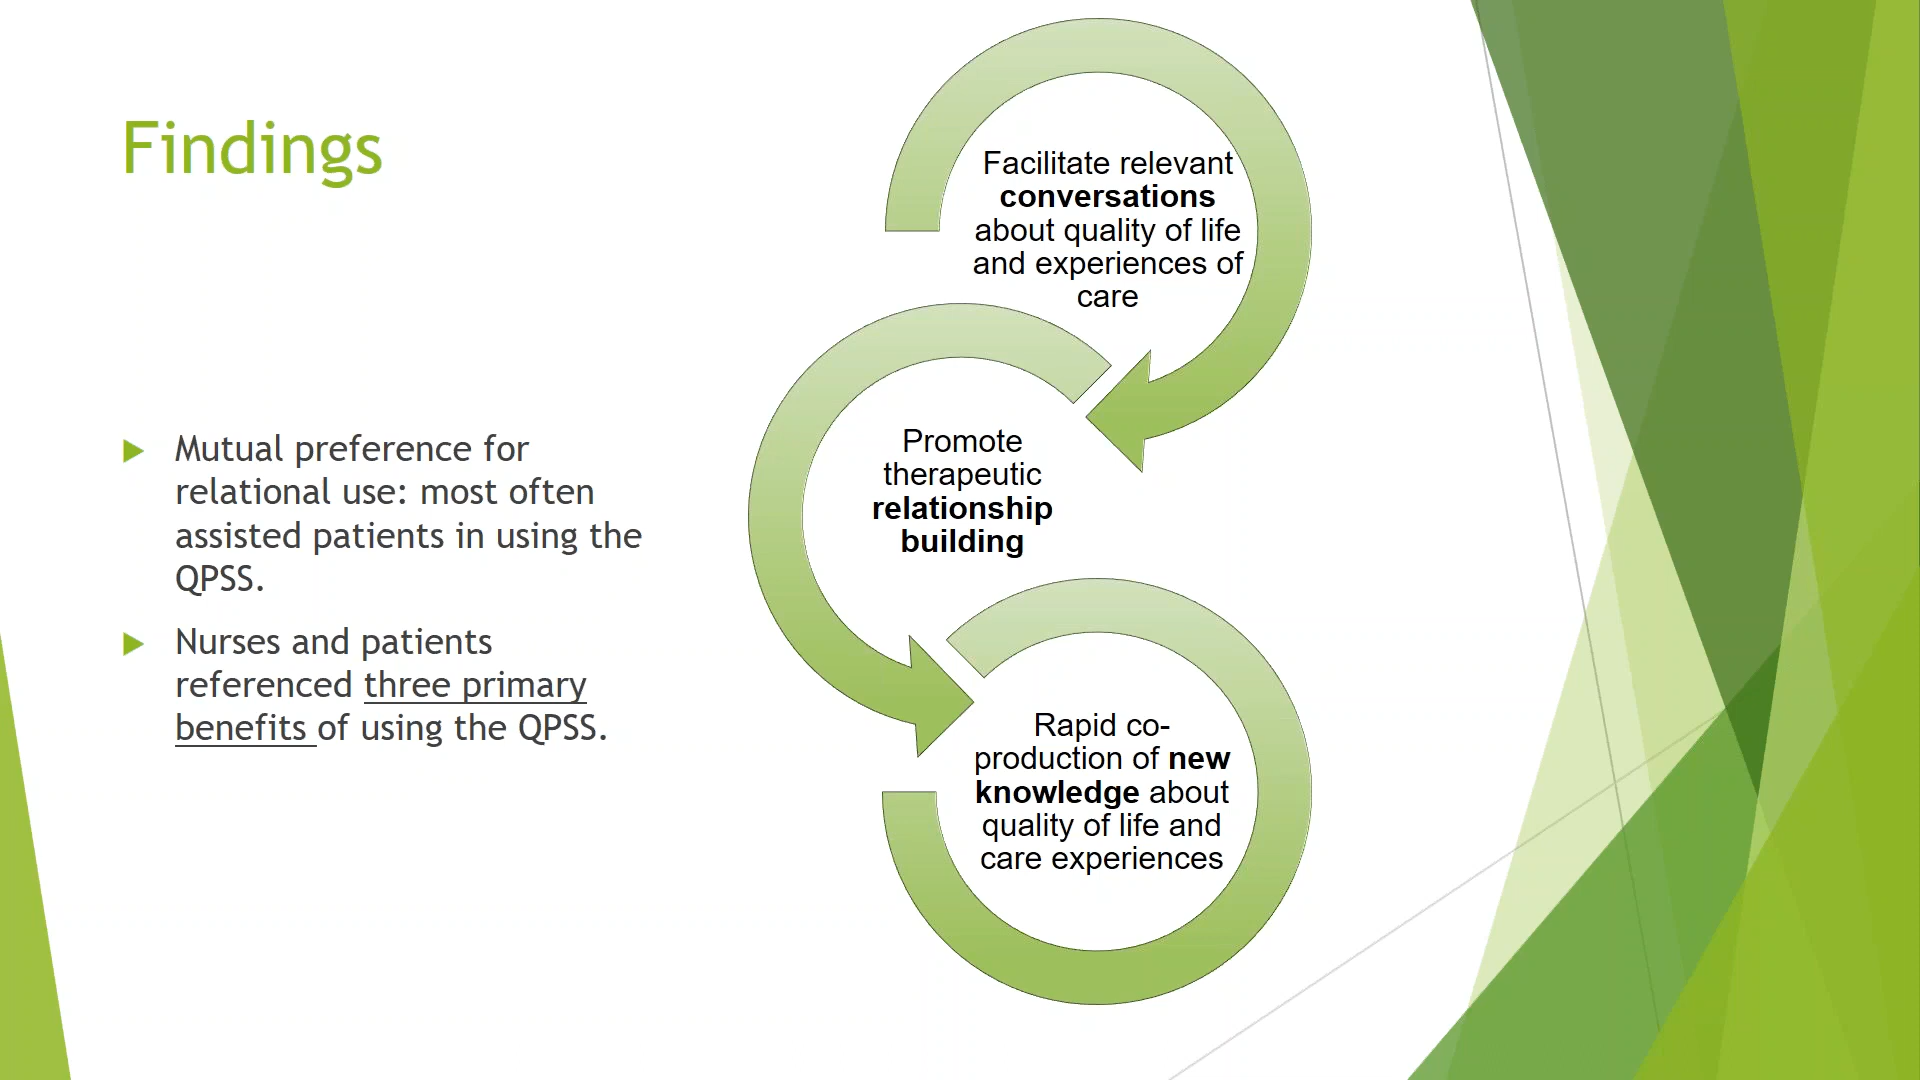 Findings
Mutual preference for
relational use: most often
assisted patients in using the
QPSS.
Nurses and patients
referenced three primary
benefits of using the QPSS.
Facilitate relevant
conversations
about quality of life
and experiences of
care
Promote
therapeutic
relationship
building
Rapid co-
production of new
knowledge about
quality of life and
care experiences